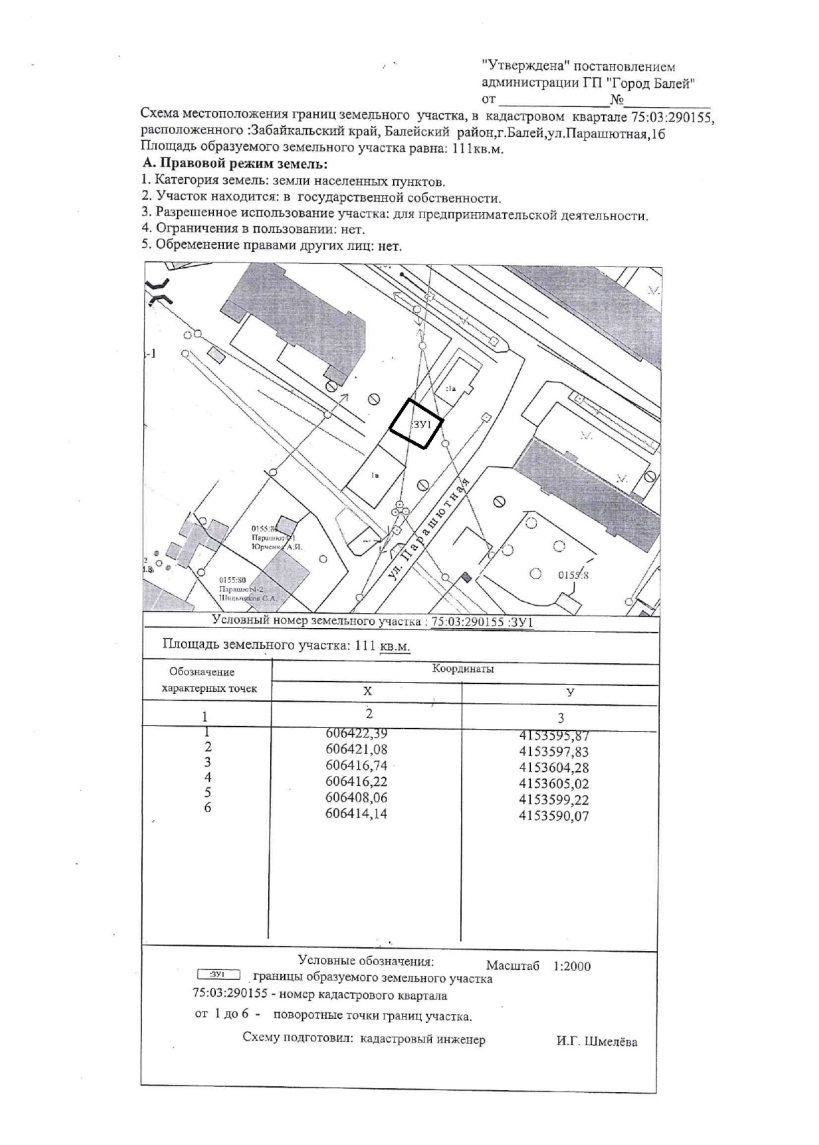 "Утверждена" постановлением
администрации ГП "Город Балей"
от ________________№_____________
Схема местоположения границ земельного участка, в кадастровом квартале 75:03:290155,
расположенного :Забайкальский край, Балейский район,г.Балей,ул.Парашютная,1б
Площадь образуемого земельного участка равна: 111кв.м.
А. Правовой режим земель:
1. Категория земель: земли населенных пунктов.
2. Участок находится: в государственной собственности.
3. Разрешенное использование участка: для предпринимательской деятельности.
4. Ограничения в пользовании: нет.
5. Обременение правами других лиц: нет.
:1а
:ЗУ1
1в
ул. Парашютная
Юрченко А.И.
0155:80
0155:8
Условный номер земельного участка : 75:03:290155 :ЗУ1
Площадь земельного участка: 111 кв.м.
Обозначение характерных точек
Координаты
Х У
1 2 3
1 606422,39 4153595,87
2 606421,08 4153597,83
3 606416,74 4153604,28
4 606416,22 4153605,02
5 606408,06 4153599,22
6 606414,14 4153590,07
Условные обозначения: Масштаб 1:2000
:ЗУ1 границы образуемого земельного участка
75:03:290155 - номер кадастрового квартала
от 1 до 6 - поворотные точки границ участка.
Схему подготовил: кадастровый инженер И.Г. Шмелёва